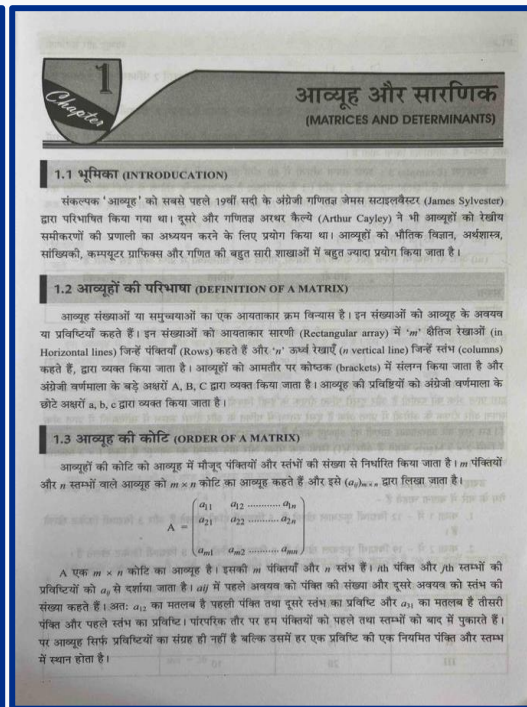 Chapter 1
आव्यूह और सारणिक
(MATRICES AND DETERMINANTS)
1.1 भूमिका (INTRODUCATION)
संकल्पक 'आव्यूह' को सबसे पहले 19वीं सदी के अंग्रेजी गणितज्ञ जेमस सटाइलवैस्टर (James Sylvester)
द्वारा परिभाषित किया गया था। दूसरे और गणितज्ञ अरथर कैल्ये (Arthur Cayley) ने भी आव्यूहों को रेखीय
समीकरणों की प्रणाली का अध्ययन करने के लिए प्रयोग किया था। आव्यूहों को भौतिक विज्ञान, अर्थशास्त्र,
सांख्यिकी, कम्पयूटर ग्राफिक्स और गणित की बहुत सारी शाखाओं में बहुत ज्यादा प्रयोग किया जाता है।
1.2 आव्यूहों की परिभाषा (DEFINITION OF A MATRIX)
आव्यूह संख्याओं या समुच्चयाओं का एक आयताकार क्रम विन्यास है। इन संख्याओं को आव्यूह के अवयव
या प्रविष्टियाँ कहते हैं। इन संख्याओं को आयताकार सारणी (Rectangular array) में 'm' क्षैतिज रेखाओं (in
Horizontal lines) जिन्हें पंक्तियाँ (Rows) कहते हैं और 'n' ऊर्ध्व रेखाएँ (n vertical line) जिन्हें स्तंभ (columns)
कहते हैं, द्वारा व्यक्त किया जाता है। आव्यूहों को आमतौर पर कोष्ठक (brackets) में संलग्न किया जाता है और
अंग्रेजी वर्णमाला के बड़े अक्षरों A, B, C द्वारा व्यक्त किया जाता है। आव्यूह की प्रविष्टियों को अंग्रेजी वर्णमाला के
छोटे अक्षरों a, b, c द्वारा व्यक्त किया जाता है।
1.3 आव्यूह की कोटि (ORDER OF A MATRIX)
आव्यूहों की कोटि को आव्यूह में मौजूद पंक्तियों और स्तंभों की संख्या से निर्धारित किया जाता है। m पंक्तियों
और n स्तम्भों वाले आव्यूह को m × n कोटि का आव्यूह कहते हैं और इसे (aij)m × n द्वारा लिखा जाता है।
a11 a12 ............ a1n
A = a21 a22 ............ a2n
am1 am2 ............ amn
A एक m × n कोटि का आव्यूह है। इसकी m पंक्तियाँ और n स्तंभ हैं। ith पंक्ति और jth स्तम्भों की
प्रविष्टियों को aij से दर्शाया जाता है। aij में पहले अवयव को पंक्ति की संख्या और दूसरे अवयव को स्तंभ की
संख्या कहते हैं। अतः a12 का मतलब है पहली पंक्ति तथा दूसरे स्तंभ का प्रविष्टि और a31 का मतलब है तीसरी
पंक्ति और पहले स्तंभ का प्रविष्टि। पांरपरिक तौर पर हम पंक्तियों को पहले तथा स्तम्भों को बाद में पुकारते हैं।
पर आव्यूह सिर्फ प्रविष्टियों का संग्रह ही नहीं है बल्कि उसमें हर एक प्रविष्टि की एक नियमित पंक्ति और स्तम्भ
में स्थान होता है।